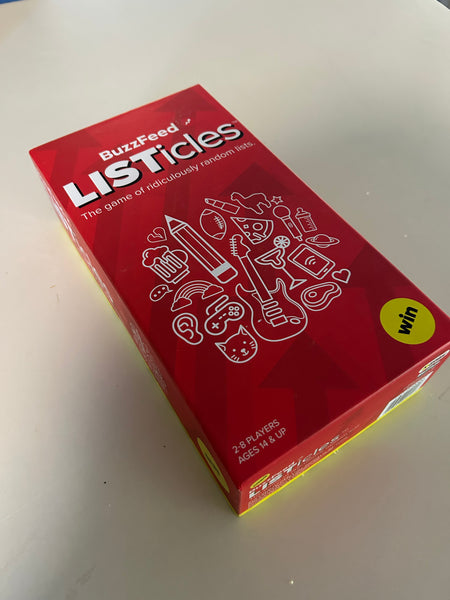 BuzzFeed
LISTicles
The game of ridiculously random lists.
win
2-8 PLAYERS
AGES 14 & UP
LISTicles